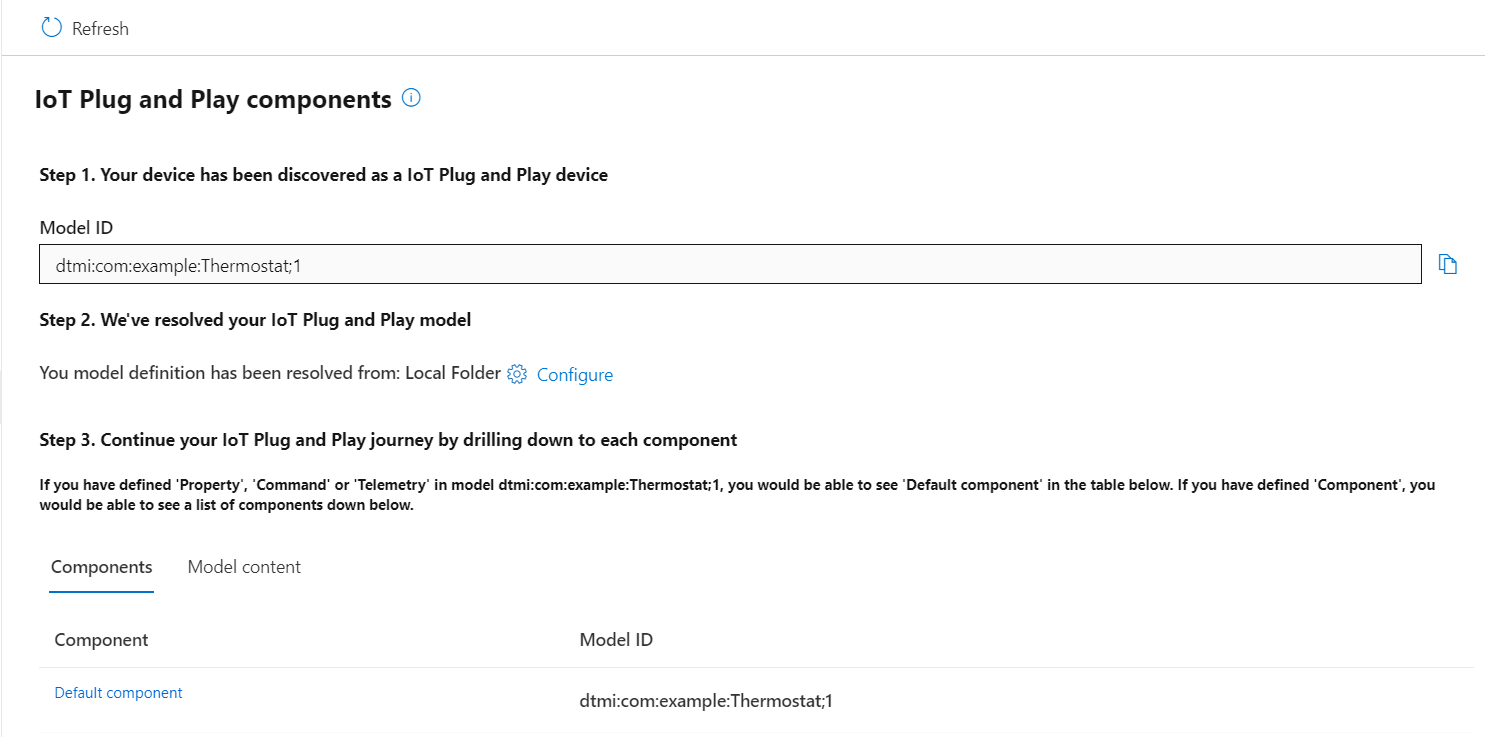 Refresh
IoT Plug and Play components
Step 1. Your device has been discovered as a IoT Plug and Play device
Model ID
dtmi:com:example:Thermostat;1
Step 2. We've resolved your IoT Plug and Play model
You model definition has been resolved from: Local Folder Configure
Step 3. Continue your IoT Plug and Play journey by drilling down to each component
If you have defined 'Property', 'Command' or 'Telemetry' in model dtmi:com:example:Thermostat;1, you would be able to see 'Default component' in the table below. If you have defined 'Component', you
would be able to see a list of components down below.
Components Model content
Component Model ID
Default component dtmi:com:example:Thermostat;1